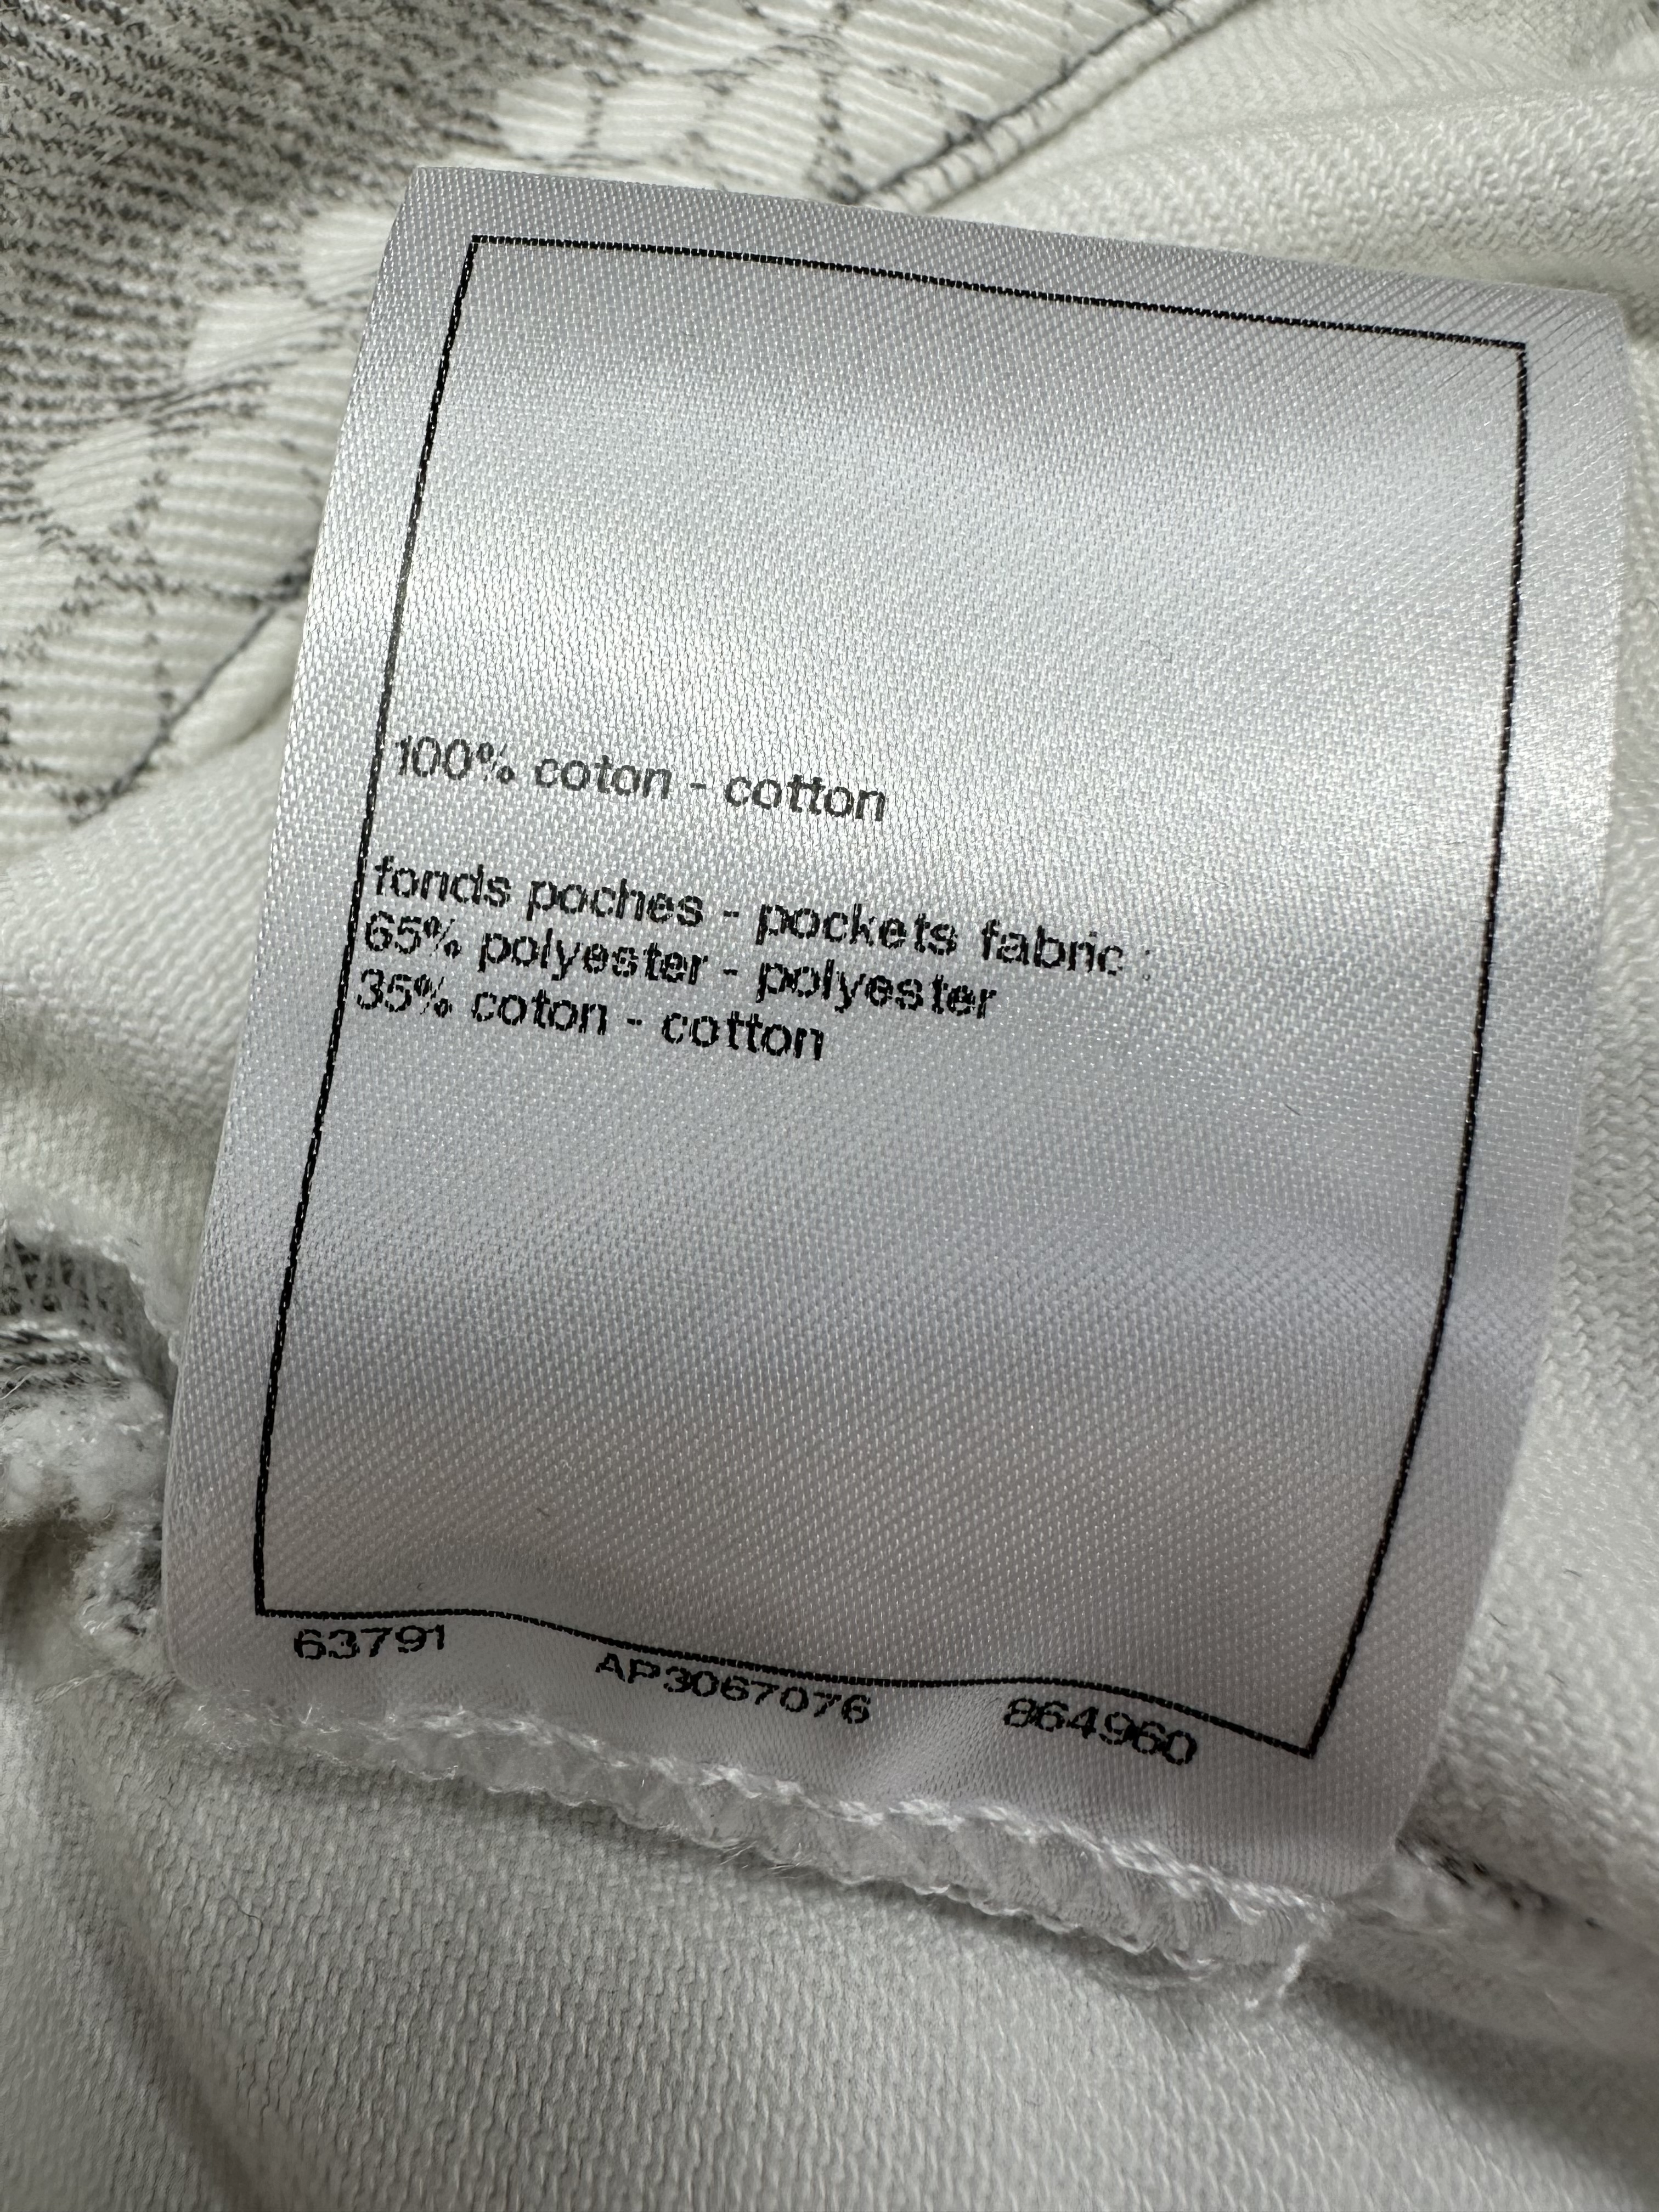 100% coton - cotton
fonds poches - pockets fabric :
65% polyester - polyester
35% coton - cotton
63791 AP3067076 864960